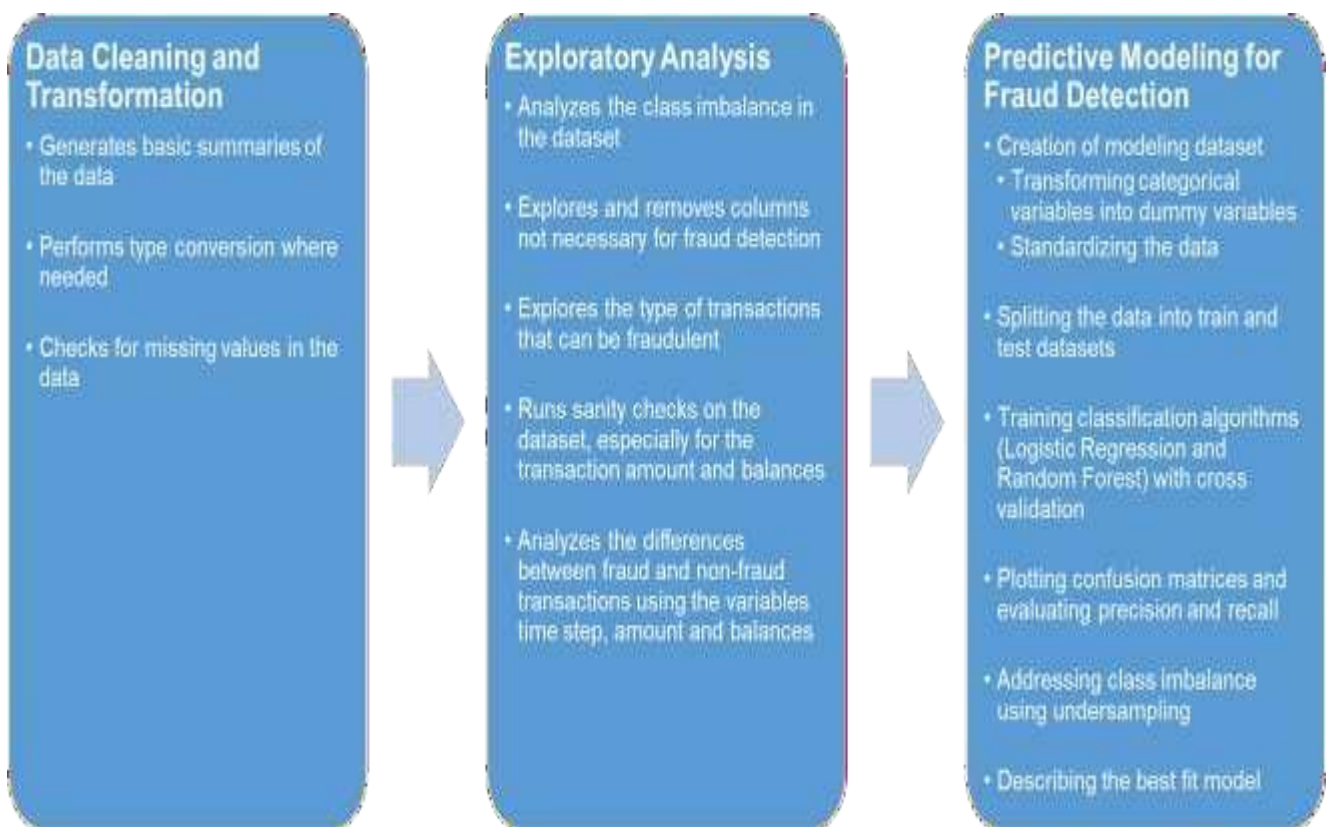 Data Cleaning and
Transformation
• Generates basic summaries of
the data
• Performs type conversion where
needed
• Checks for missing values in the
data
Exploratory Analysis
• Analyzes the class imbalance in
the dataset
• Explores and removes columns
not necessary for fraud detection
• Explores the type of transactions
that can be fraudulent
• Runs sanity checks on the
dataset, especially for the
transaction amount and balances
• Analyzes the differences
between fraud and non-fraud
transactions using the variables
time step, amount and balances
Predictive Modeling for
Fraud Detection
• Creation of modeling dataset
• Transforming categorical
variables into dummy variables
• Standardizing the data
• Splitting the data into train and
test datasets
• Training classification algorithms
(Logistic Regression and
Random Forest) with cross
validation
• Plotting confusion matrices and
evaluating precision and recall
• Addressing class imbalance
using undersampling
• Describing the best fit model